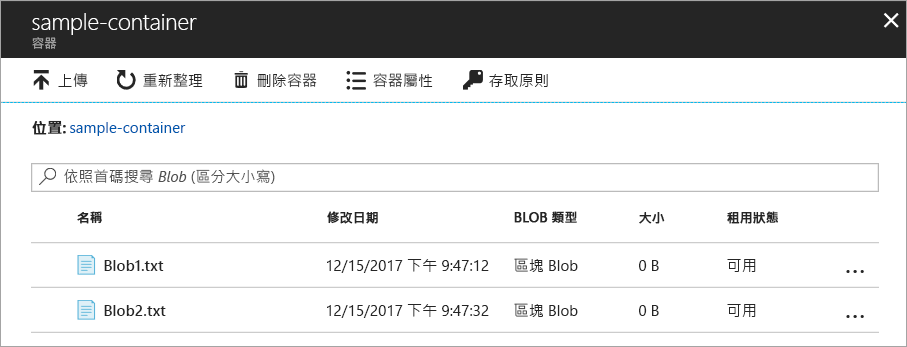 sample-container
容器
上傳 重新整理 刪除容器 容器屬性 存取原則
位置: sample-container
依照首碼搜尋 Blob (區分大小寫)
名稱 修改日期 BLOB 類型 大小 租用狀態
Blob1.txt 12/15/2017 下午 9:47:12 區塊 Blob 0 B 可用 ...
Blob2.txt 12/15/2017 下午 9:47:32 區塊 Blob 0 B 可用 ...